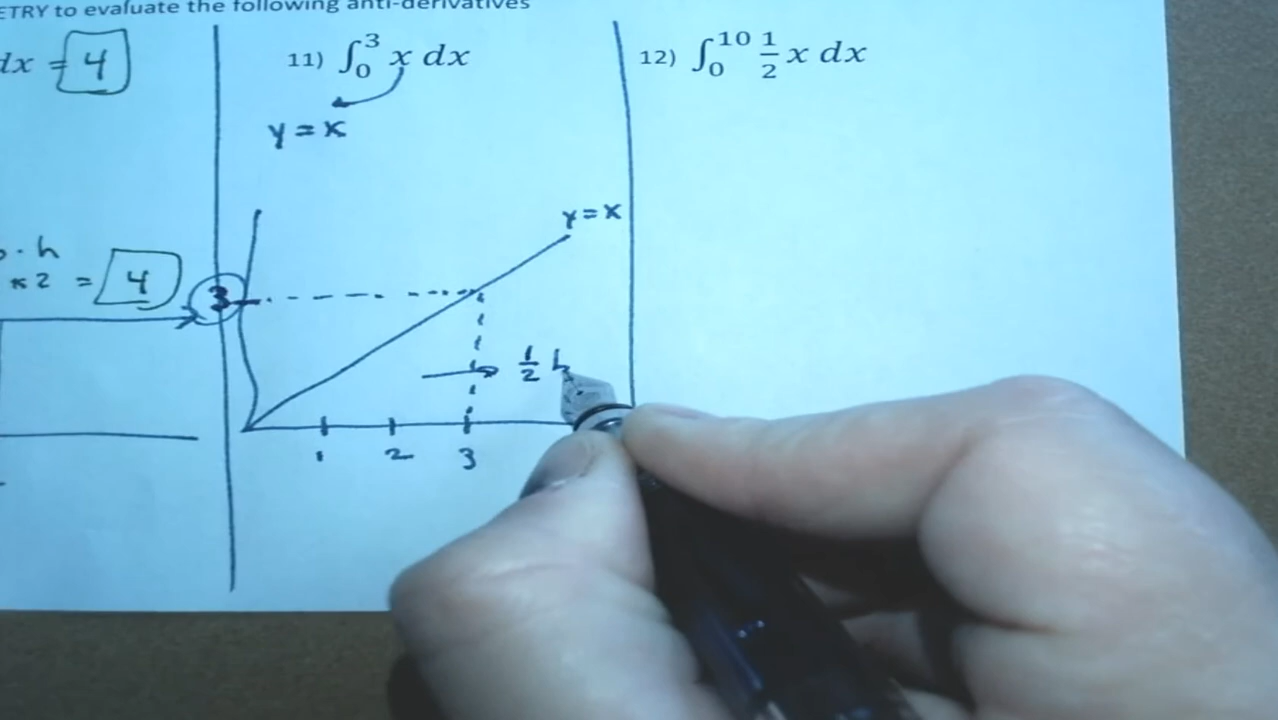 ETRY to evaluate the following anti-derivatives
dx = 4
· h
x 2 = 4
11) ∫₀³ x dx
y = x
y = x
3
1/2 b
1 2 3
12) ∫₀¹⁰ 1/2 x dx